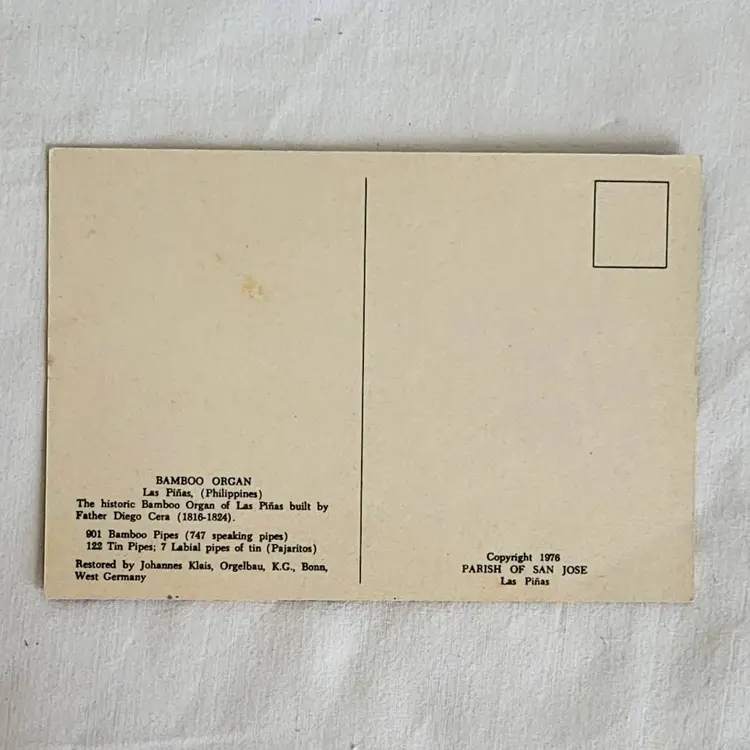 BAMBOO ORGAN
Las Piñas, (Philippines)
The historic Bamboo Organ of Las Piñas built by
Father Diego Cera (1816-1824).
901 Bamboo Pipes (747 speaking pipes)
122 Tin Pipes; 7 Labial pipes of tin (Pajaritos)
Restored by Johannes Klais, Orgelbau, K.G., Bonn,
West Germany
Copyright 1976
PARISH OF SAN JOSE
Las Piñas